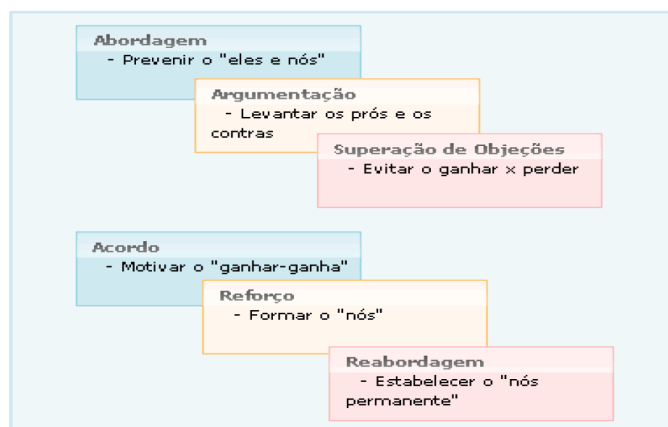 Abordagem
- Prevenir o "eles e nós"
Argumentação
- Levantar os prós e os
contras
Superação de Objeções
- Evitar o ganhar x perder
Acordo
- Motivar o "ganhar-ganha"
Reforço
- Formar o "nós"
Reabordagem
- Estabelecer o "nós
permanente"